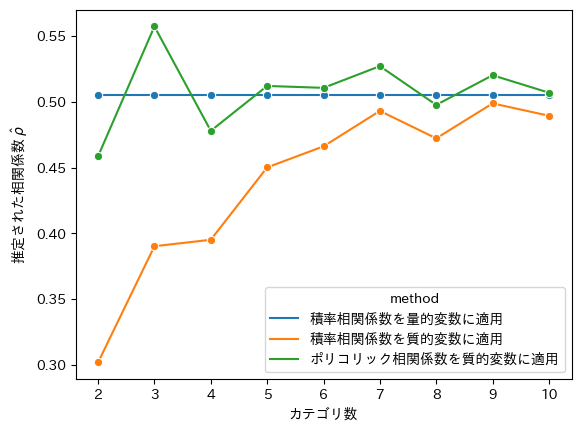 0.55
0.50
0.45
0.40
0.35
0.30
推定された相関係数 ρ̂
2 3 4 5 6 7 8 9 10
カテゴリ数
method
積率相関係数を量的変数に適用
積率相関係数を質的変数に適用
ポリコリック相関係数を質的変数に適用